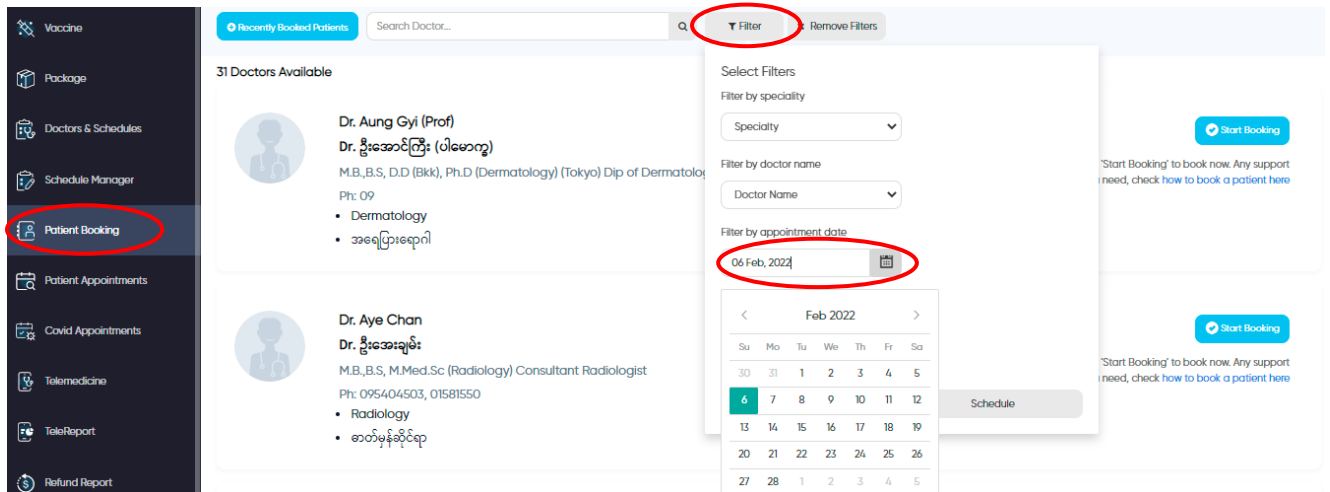 Vaccine
Package
Doctors & Schedules
Schedule Manager
Patient Booking
Patient Appointments
Covid Appointments
Telemedicine
TeleReport
Refund Report
Recently Booked Patients
Search Doctor...
Filter
Remove Filters
31 Doctors Available
Dr. Aung Gyi (Prof)
Dr. ဦးအောင်ကြီး (ပါမောက္ခ)
M.B.,B.S, D.D (Bkk), Ph.D (Dermatology) (Tokyo) Dip of Dermatolog
Ph: 09
• Dermatology
• အရေပြားရောဂါ
Start Booking
'Start Booking' to book now. Any support
need, check how to book a patient here
Dr. Aye Chan
Dr. ဦးအေးချမ်း
M.B.,B.S, M.Med.Sc (Radiology) Consultant Radiologist
Ph: 095404503, 01581550
• Radiology
• ဓာတ်မှန်ဆိုင်ရာ
Start Booking
'Start Booking' to book now. Any support
need, check how to book a patient here
Select Filters
Filter by speciality
Specialty
Filter by doctor name
Doctor Name
Filter by appointment date
06 Feb, 2022
Feb 2022
Su Mo Tu We Th Fr Sa
30 31 1 2 3 4 5
6 7 8 9 10 11 12
13 14 15 16 17 18 19
20 21 22 23 24 25 26
27 28 1 2 3 4 5
Schedule